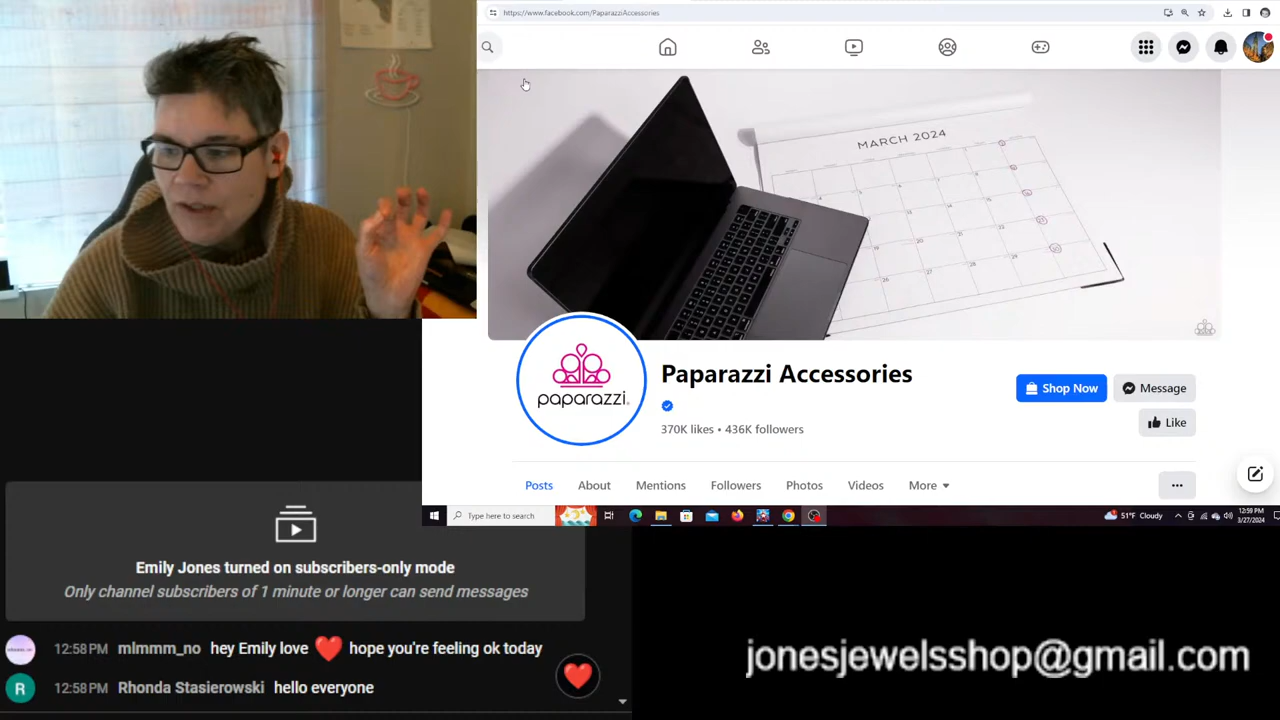 https://www.facebook.com/PaparazziAccessories
MARCH 2024
paparazzi
Paparazzi Accessories
370K likes • 436K followers
Shop Now
Message
Like
Posts About Mentions Followers Photos Videos More
Type here to search
51°F Cloudy
12:59 PM
3/27/2024
Emily Jones turned on subscribers-only mode
Only channel subscribers of 1 minute or longer can send messages
12:58 PM mlmmm_no hey Emily love ❤️ hope you're feeling ok today
12:58 PM Rhonda Stasierowski hello everyone
R
jonesjewelsshop@gmail.com